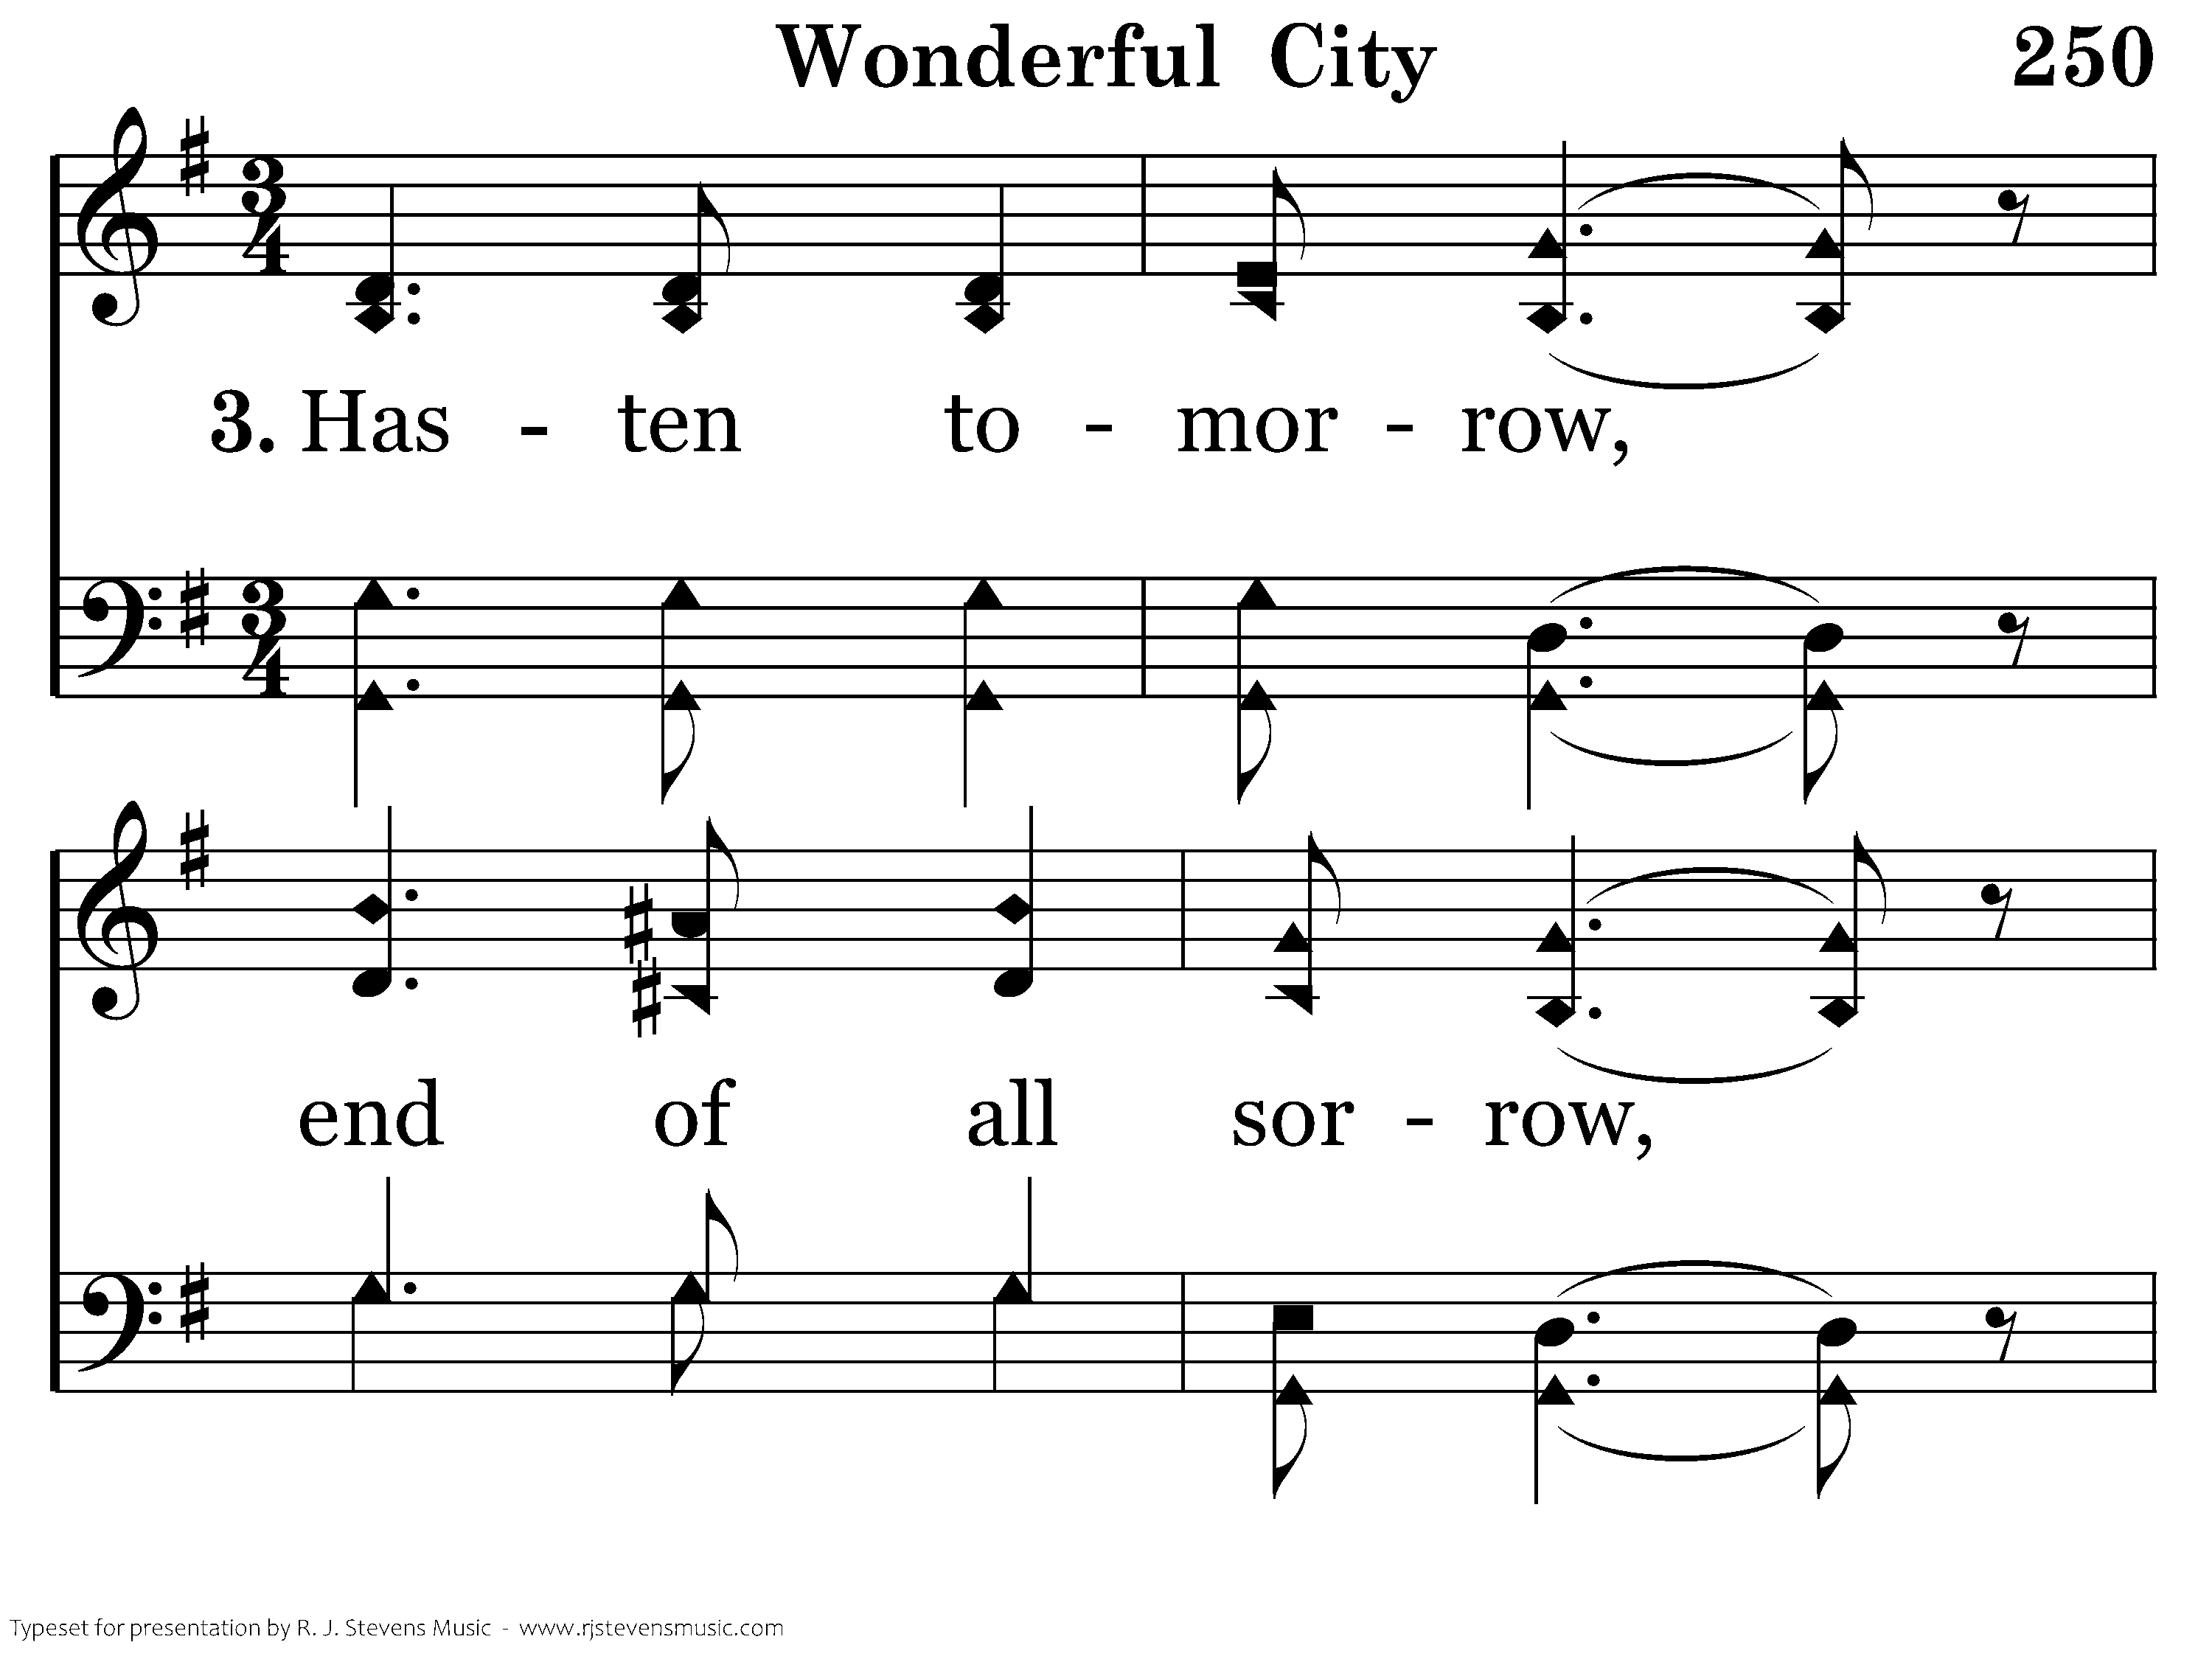 Wonderful City 250
3. Has - ten to - mor - row,
end of all sor - row,
Typeset for presentation by R. J. Stevens Music - www.rjstevensmusic.com